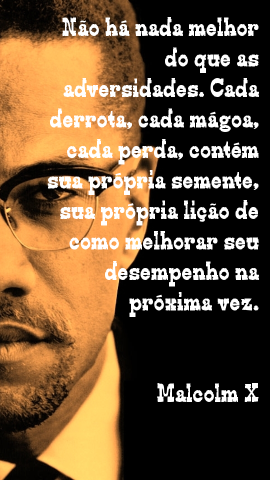 Não há nada melhor
do que as
adversidades. Cada
derrota, cada mágoa,
cada perda, contém
sua própria semente,
sua própria lição de
como melhorar seu
desempenho na
próxima vez.
Malcolm X